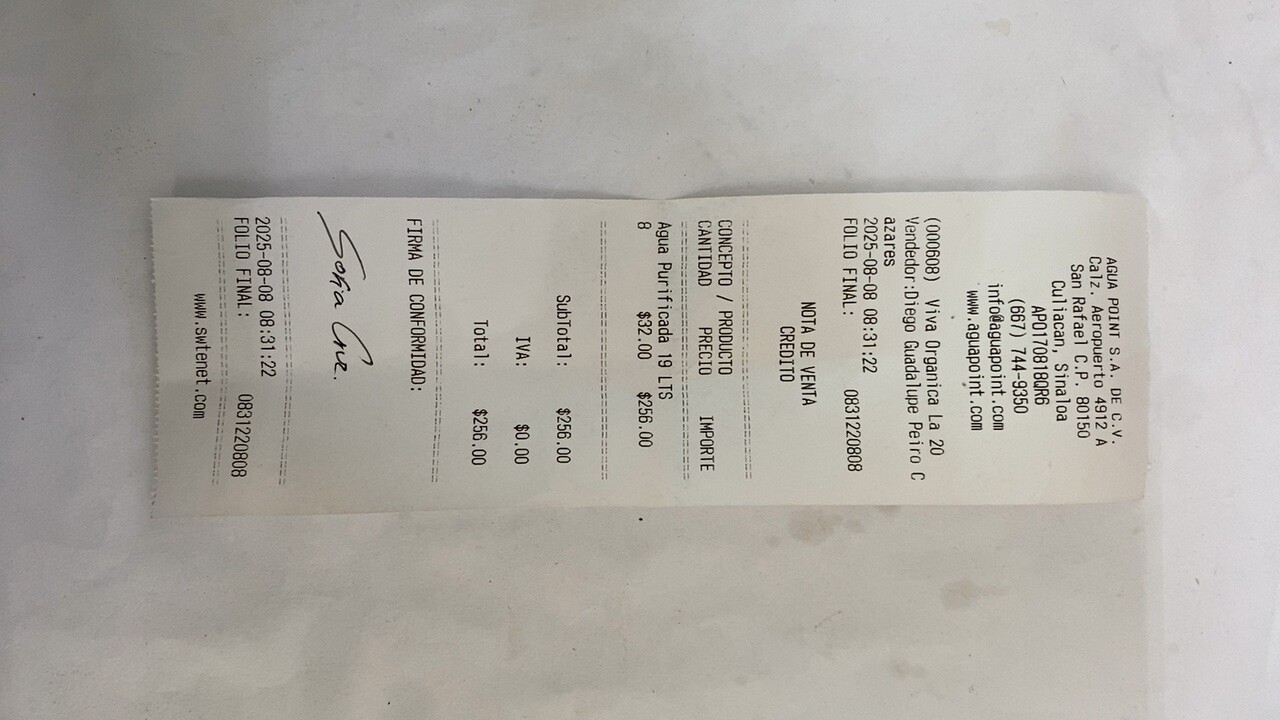 AGUA POINT S.A. DE C.V.
Calz. Aeropuerto 4912 A
San Rafael C.P. 80150
Culiacan, Sinaloa
APO170818QR6
(667) 744-9350
info@aguapoint.com
www.aguapoint.com
(000608) Viva Organica La 20
Vendedor:Diego Guadalupe Peiro C
azares
2025-08-08 08:31:22
FOLIO FINAL: 0831220808
NOTA DE VENTA
CREDITO
CONCEPTO / PRODUCTO
CANTIDAD PRECIO IMPORTE
Agua Purificada 19 LTS
8 $32.00 $256.00
SubTotal: $256.00
IVA: $0.00
Total: $256.00
FIRMA DE CONFORMIDAD:
Sofia
2025-08-08 08:31:22
FOLIO FINAL: 0831220808
www.swtenet.com